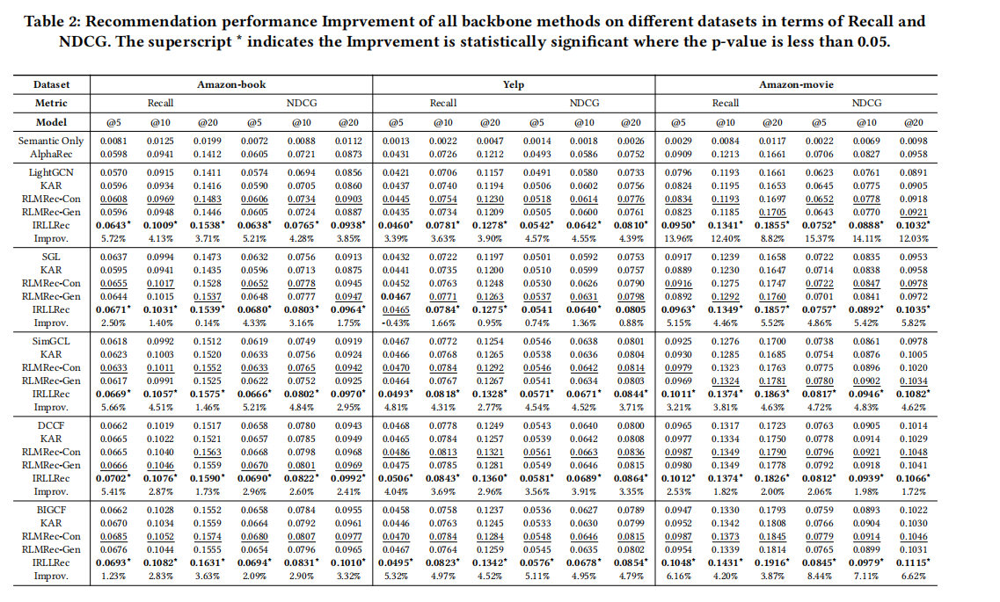 Table 2: Recommendation performance Imprvement of all backbone methods on different datasets in terms of Recall and
NDCG. The superscript * indicates the Imprvement is statistically significant where the p-value is less than 0.05.
Dataset Amazon-book Yelp Amazon-movie
Metric Recall NDCG Recall NDCG Recall NDCG
Model @5 @10 @20 @5 @10 @20 @5 @10 @20 @5 @10 @20 @5 @10 @20 @5 @10 @20
Semantic Only 0.0081 0.0125 0.0199 0.0072 0.0088 0.0112 0.0013 0.0022 0.0047 0.0014 0.0018 0.0026 0.0029 0.0084 0.0117 0.0022 0.0069 0.0098
AlphaRec 0.0598 0.0941 0.1412 0.0605 0.0721 0.0873 0.0431 0.0706 0.1212 0.0493 0.0586 0.0752 0.0909 0.1213 0.1661 0.0706 0.0827 0.0958
LightGCN 0.0570 0.0915 0.1411 0.0574 0.0694 0.0856 0.0421 0.0706 0.1157 0.0491 0.0580 0.0733 0.0796 0.1193 0.1661 0.0623 0.0761 0.0891
KAR 0.0596 0.0934 0.1416 0.0590 0.0705 0.0860 0.0437 0.0740 0.1194 0.0506 0.0602 0.0756 0.0824 0.1195 0.1653 0.0645 0.0775 0.0905
RLMRec-Con 0.0608 0.0969 0.1483 0.0606 0.0734 0.0903 0.0445 0.0754 0.1230 0.0518 0.0614 0.0776 0.0834 0.1193 0.1697 0.0652 0.0778 0.0918
RLMRec-Gen 0.0596 0.0948 0.1446 0.0605 0.0724 0.0887 0.0435 0.0734 0.1209 0.0505 0.0600 0.0761 0.0823 0.1185 0.1705 0.0643 0.0770 0.0921
IRLLRec 0.0643* 0.1009* 0.1538* 0.0638* 0.0765* 0.0938* 0.0460* 0.0781* 0.1278* 0.0542* 0.0642* 0.0810* 0.0950* 0.1341* 0.1855* 0.0752* 0.0888* 0.1032*
Improv. 5.72% 4.13% 3.71% 5.21% 4.28% 3.85% 3.39% 3.63% 3.90% 4.57% 4.55% 4.39% 13.96% 12.40% 8.82% 15.37% 14.11% 12.03%
SGL 0.0637 0.0994 0.1473 0.0632 0.0756 0.0913 0.0432 0.0722 0.1197 0.0501 0.0592 0.0753 0.0917 0.1239 0.1658 0.0722 0.0835 0.0953
KAR 0.0595 0.0941 0.1435 0.0596 0.0713 0.0875 0.0441 0.0735 0.1200 0.0510 0.0599 0.0757 0.0889 0.1230 0.1647 0.0714 0.0838 0.0958
RLMRec-Con 0.0655 0.1017 0.1528 0.0652 0.0778 0.0945 0.0452 0.0763 0.1248 0.0530 0.0626 0.0790 0.0916 0.1275 0.1747 0.0722 0.0847 0.0978
RLMRec-Gen 0.0644 0.1015 0.1537 0.0648 0.0777 0.0947 0.0467 0.0771 0.1263 0.0537 0.0631 0.0798 0.0892 0.1292 0.1760 0.0701 0.0841 0.0972
IRLLRec 0.0671* 0.1031* 0.1539* 0.0680* 0.0803* 0.0964* 0.0465 0.0784* 0.1275* 0.0541 0.0640* 0.0805 0.0963* 0.1349* 0.1857* 0.0757* 0.0892* 0.1035*
Improv. 2.50% 1.40% 0.14% 4.33% 3.16% 1.75% -0.43% 1.66% 0.95% 0.74% 1.36% 0.88% 5.15% 4.46% 5.52% 4.86% 5.42% 5.82%
SimGCL 0.0618 0.0992 0.1512 0.0619 0.0749 0.0919 0.0467 0.0772 0.1254 0.0546 0.0638 0.0801 0.0925 0.1276 0.1700 0.0738 0.0861 0.0978
KAR 0.0623 0.1003 0.1520 0.0633 0.0756 0.0924 0.0466 0.0768 0.1265 0.0538 0.0636 0.0804 0.0930 0.1285 0.1685 0.0754 0.0876 0.1005
RLMRec-Con 0.0633 0.1011 0.1552 0.0633 0.0765 0.0942 0.0470 0.0784 0.1292 0.0546 0.0642 0.0814 0.0979 0.1323 0.1763 0.0775 0.0896 0.1020
RLMRec-Gen 0.0617 0.0991 0.1525 0.0622 0.0752 0.0925 0.0464 0.0767 0.1267 0.0541 0.0634 0.0803 0.0969 0.1324 0.1781 0.0780 0.0902 0.1034
IRLLRec 0.0669* 0.1057* 0.1575* 0.0666* 0.0802* 0.0970* 0.0493* 0.0818* 0.1328* 0.0571* 0.0671* 0.0844* 0.1011* 0.1374* 0.1863* 0.0817* 0.0946* 0.1082*
Improv. 5.66% 4.51% 1.46% 5.21% 4.84% 2.95% 4.81% 4.31% 2.77% 4.54% 4.52% 3.71% 3.21% 3.81% 4.63% 4.72% 4.83% 4.62%
DCCF 0.0662 0.1019 0.1517 0.0658 0.0780 0.0943 0.0468 0.0778 0.1249 0.0543 0.0640 0.0800 0.0965 0.1317 0.1723 0.0763 0.0905 0.1014
KAR 0.0665 0.1022 0.1521 0.0657 0.0785 0.0949 0.0465 0.0784 0.1257 0.0539 0.0642 0.0808 0.0977 0.1334 0.1750 0.0778 0.0914 0.1029
RLMRec-Con 0.0665 0.1040 0.1563 0.0668 0.0798 0.0968 0.0486 0.0813 0.1321 0.0561 0.0663 0.0836 0.0987 0.1349 0.1790 0.0796 0.0921 0.1048
RLMRec-Gen 0.0666 0.1046 0.1559 0.0670 0.0801 0.0969 0.0475 0.0785 0.1281 0.0549 0.0646 0.0815 0.0980 0.1349 0.1778 0.0792 0.0918 0.1041
IRLLRec 0.0702* 0.1076* 0.1590* 0.0690* 0.0822* 0.0992* 0.0506* 0.0843* 0.1360* 0.0581* 0.0689* 0.0864* 0.1012* 0.1374* 0.1826* 0.0812* 0.0939* 0.1066*
Improv. 5.41% 2.87% 1.73% 2.96% 2.60% 2.41% 4.04% 3.69% 2.96% 3.56% 3.91% 3.35% 2.53% 1.82% 2.00% 2.06% 1.98% 1.72%
BIGCF 0.0662 0.1028 0.1552 0.0658 0.0784 0.0955 0.0458 0.0758 0.1237 0.0536 0.0627 0.0789 0.0947 0.1330 0.1793 0.0759 0.0893 0.1022
KAR 0.0670 0.1034 0.1559 0.0664 0.0792 0.0961 0.0446 0.0763 0.1245 0.0533 0.0630 0.0799 0.0952 0.1342 0.1808 0.0766 0.0904 0.1030
RLMRec-Con 0.0685 0.1052 0.1574 0.0680 0.0807 0.0977 0.0470 0.0784 0.1284 0.0548 0.0646 0.0815 0.0987 0.1373 0.1845 0.0779 0.0914 0.1046
RLMRec-Gen 0.0676 0.1044 0.1555 0.0654 0.0796 0.0965 0.0467 0.0764 0.1259 0.0545 0.0635 0.0802 0.0954 0.1339 0.1814 0.0765 0.0899 0.1031
IRLLRec 0.0693* 0.1082* 0.1631* 0.0694* 0.0831* 0.1010* 0.0495* 0.0823* 0.1342* 0.0576* 0.0678* 0.0854* 0.1048* 0.1431* 0.1916* 0.0845* 0.0979* 0.1115*
Improv. 1.23% 2.83% 3.63% 2.09% 2.90% 3.32% 5.32% 4.97% 4.52% 5.11% 4.95% 4.79% 6.16% 4.20% 3.87% 8.44% 7.11% 6.62%